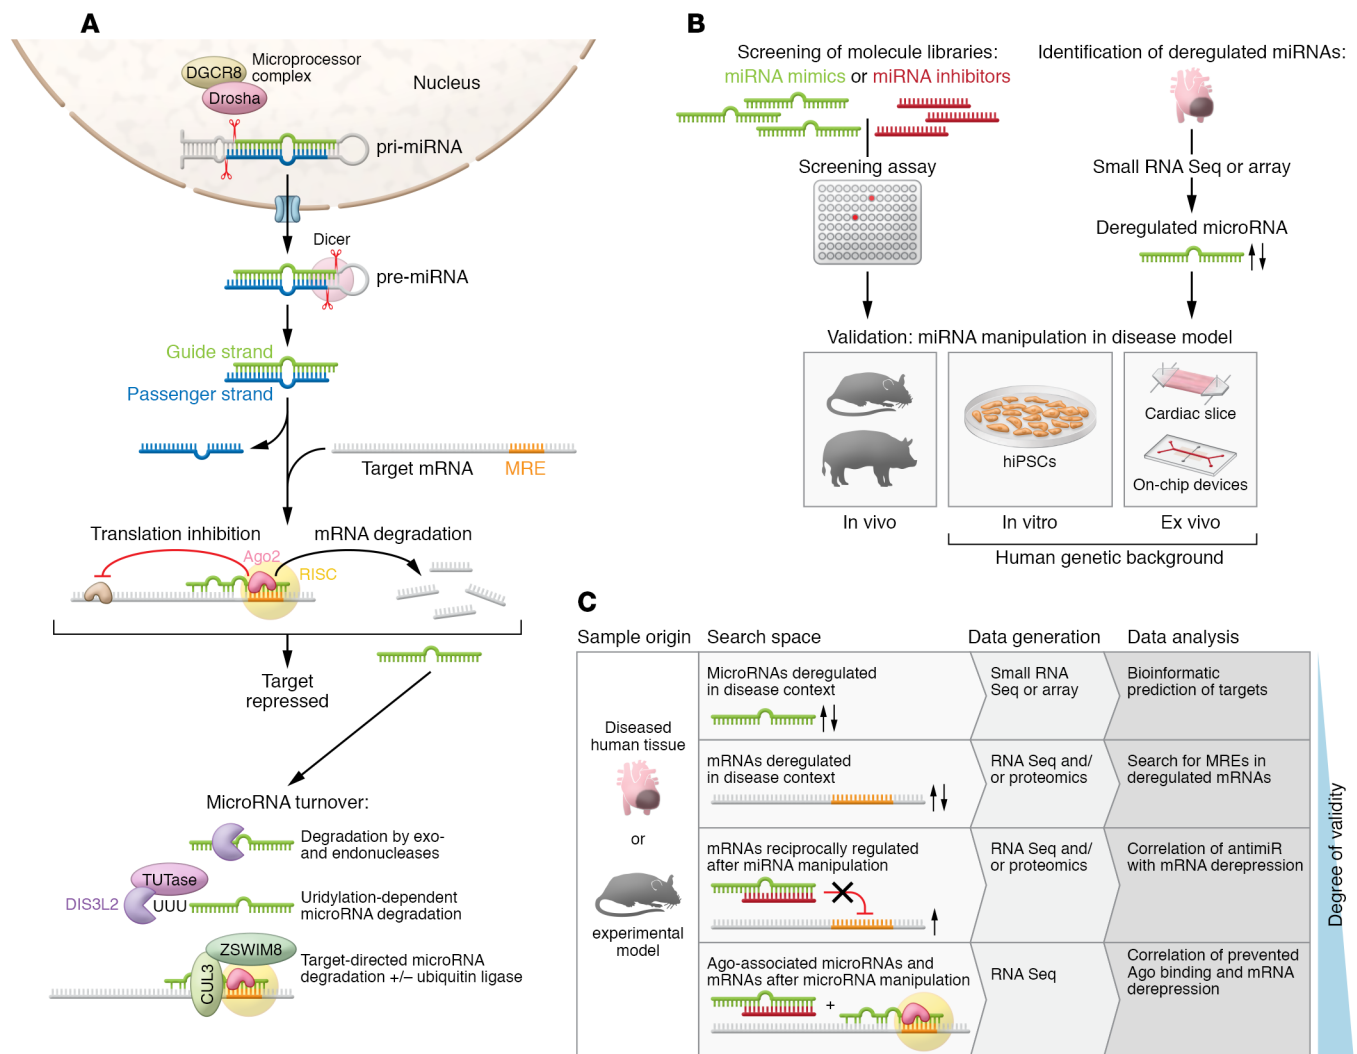 A
DGCR8
Microprocessor
complex
Drosha
Nucleus
pri-miRNA
Dicer
pre-miRNA
Guide strand
Passenger strand
Target mRNA
MRE
Translation inhibition
mRNA degradation
Ago2
RISC
Target
repressed
MicroRNA turnover:
Degradation by exo-
and endonucleases
TUTase
DIS3L2
UUU
Uridylation-dependent
microRNA degradation
ZSWIM8
CUL3
Target-directed microRNA
degradation +/– ubiquitin ligase
B
Screening of molecule libraries:
miRNA mimics or miRNA inhibitors
Screening assay
Identification of deregulated miRNAs:
Small RNA Seq or array
Deregulated microRNA
Validation: miRNA manipulation in disease model
hiPSCs
Cardiac slice
On-chip devices
In vivo
In vitro
Ex vivo
Human genetic background
C
Sample origin
Search space
Data generation
Data analysis
Diseased
human tissue
or
experimental
model
MicroRNAs deregulated
in disease context
Small RNA
Seq or array
Bioinformatic
prediction of targets
mRNAs deregulated
in disease context
RNA Seq and/
or proteomics
Search for MREs in
deregulated mRNAs
mRNAs reciprocally regulated
after miRNA manipulation
RNA Seq and/
or proteomics
Correlation of antimiR
with mRNA derepression
Ago-associated microRNAs and
mRNAs after microRNA manipulation
+
RNA Seq
Correlation of prevented
Ago binding and mRNA
derepression
Degree of validity